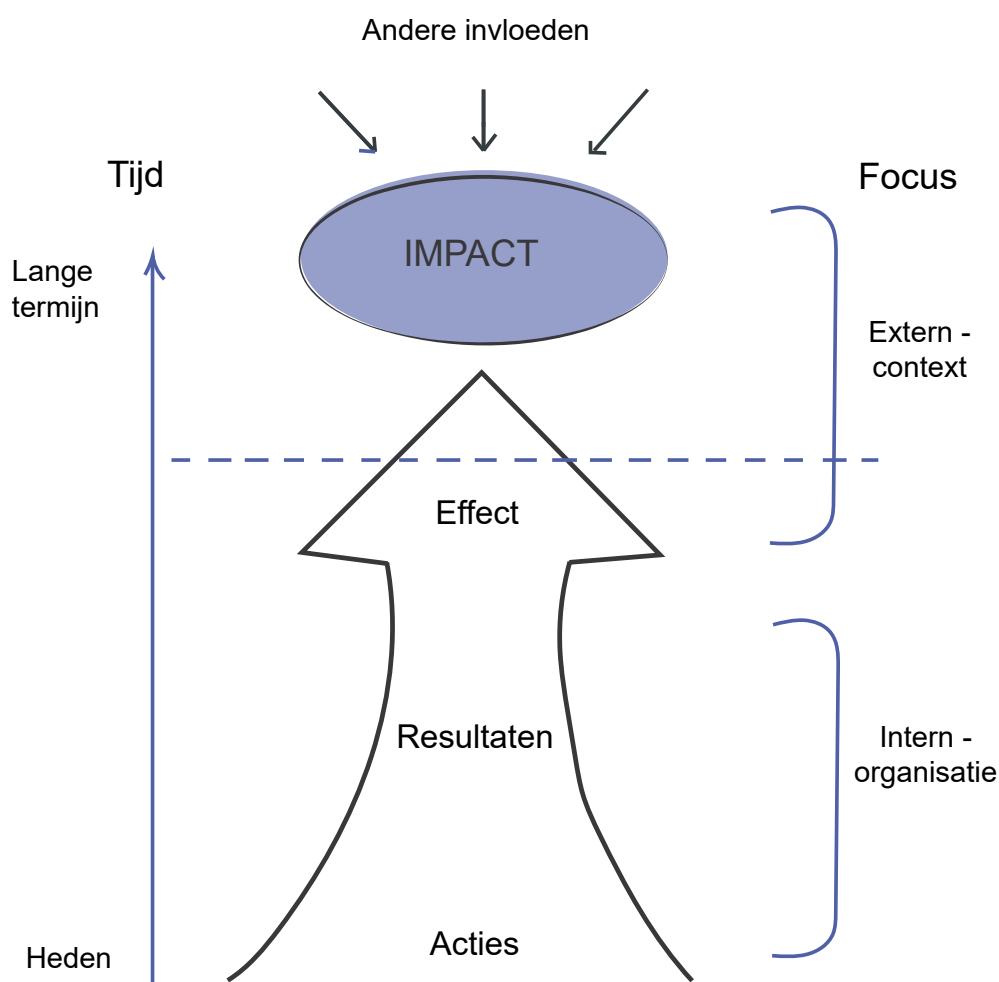 Andere invloeden
Tijd
Focus
IMPACT
Lange
termijn
Extern -
context
Effect
Resultaten
Intern -
organisatie
Acties
Heden